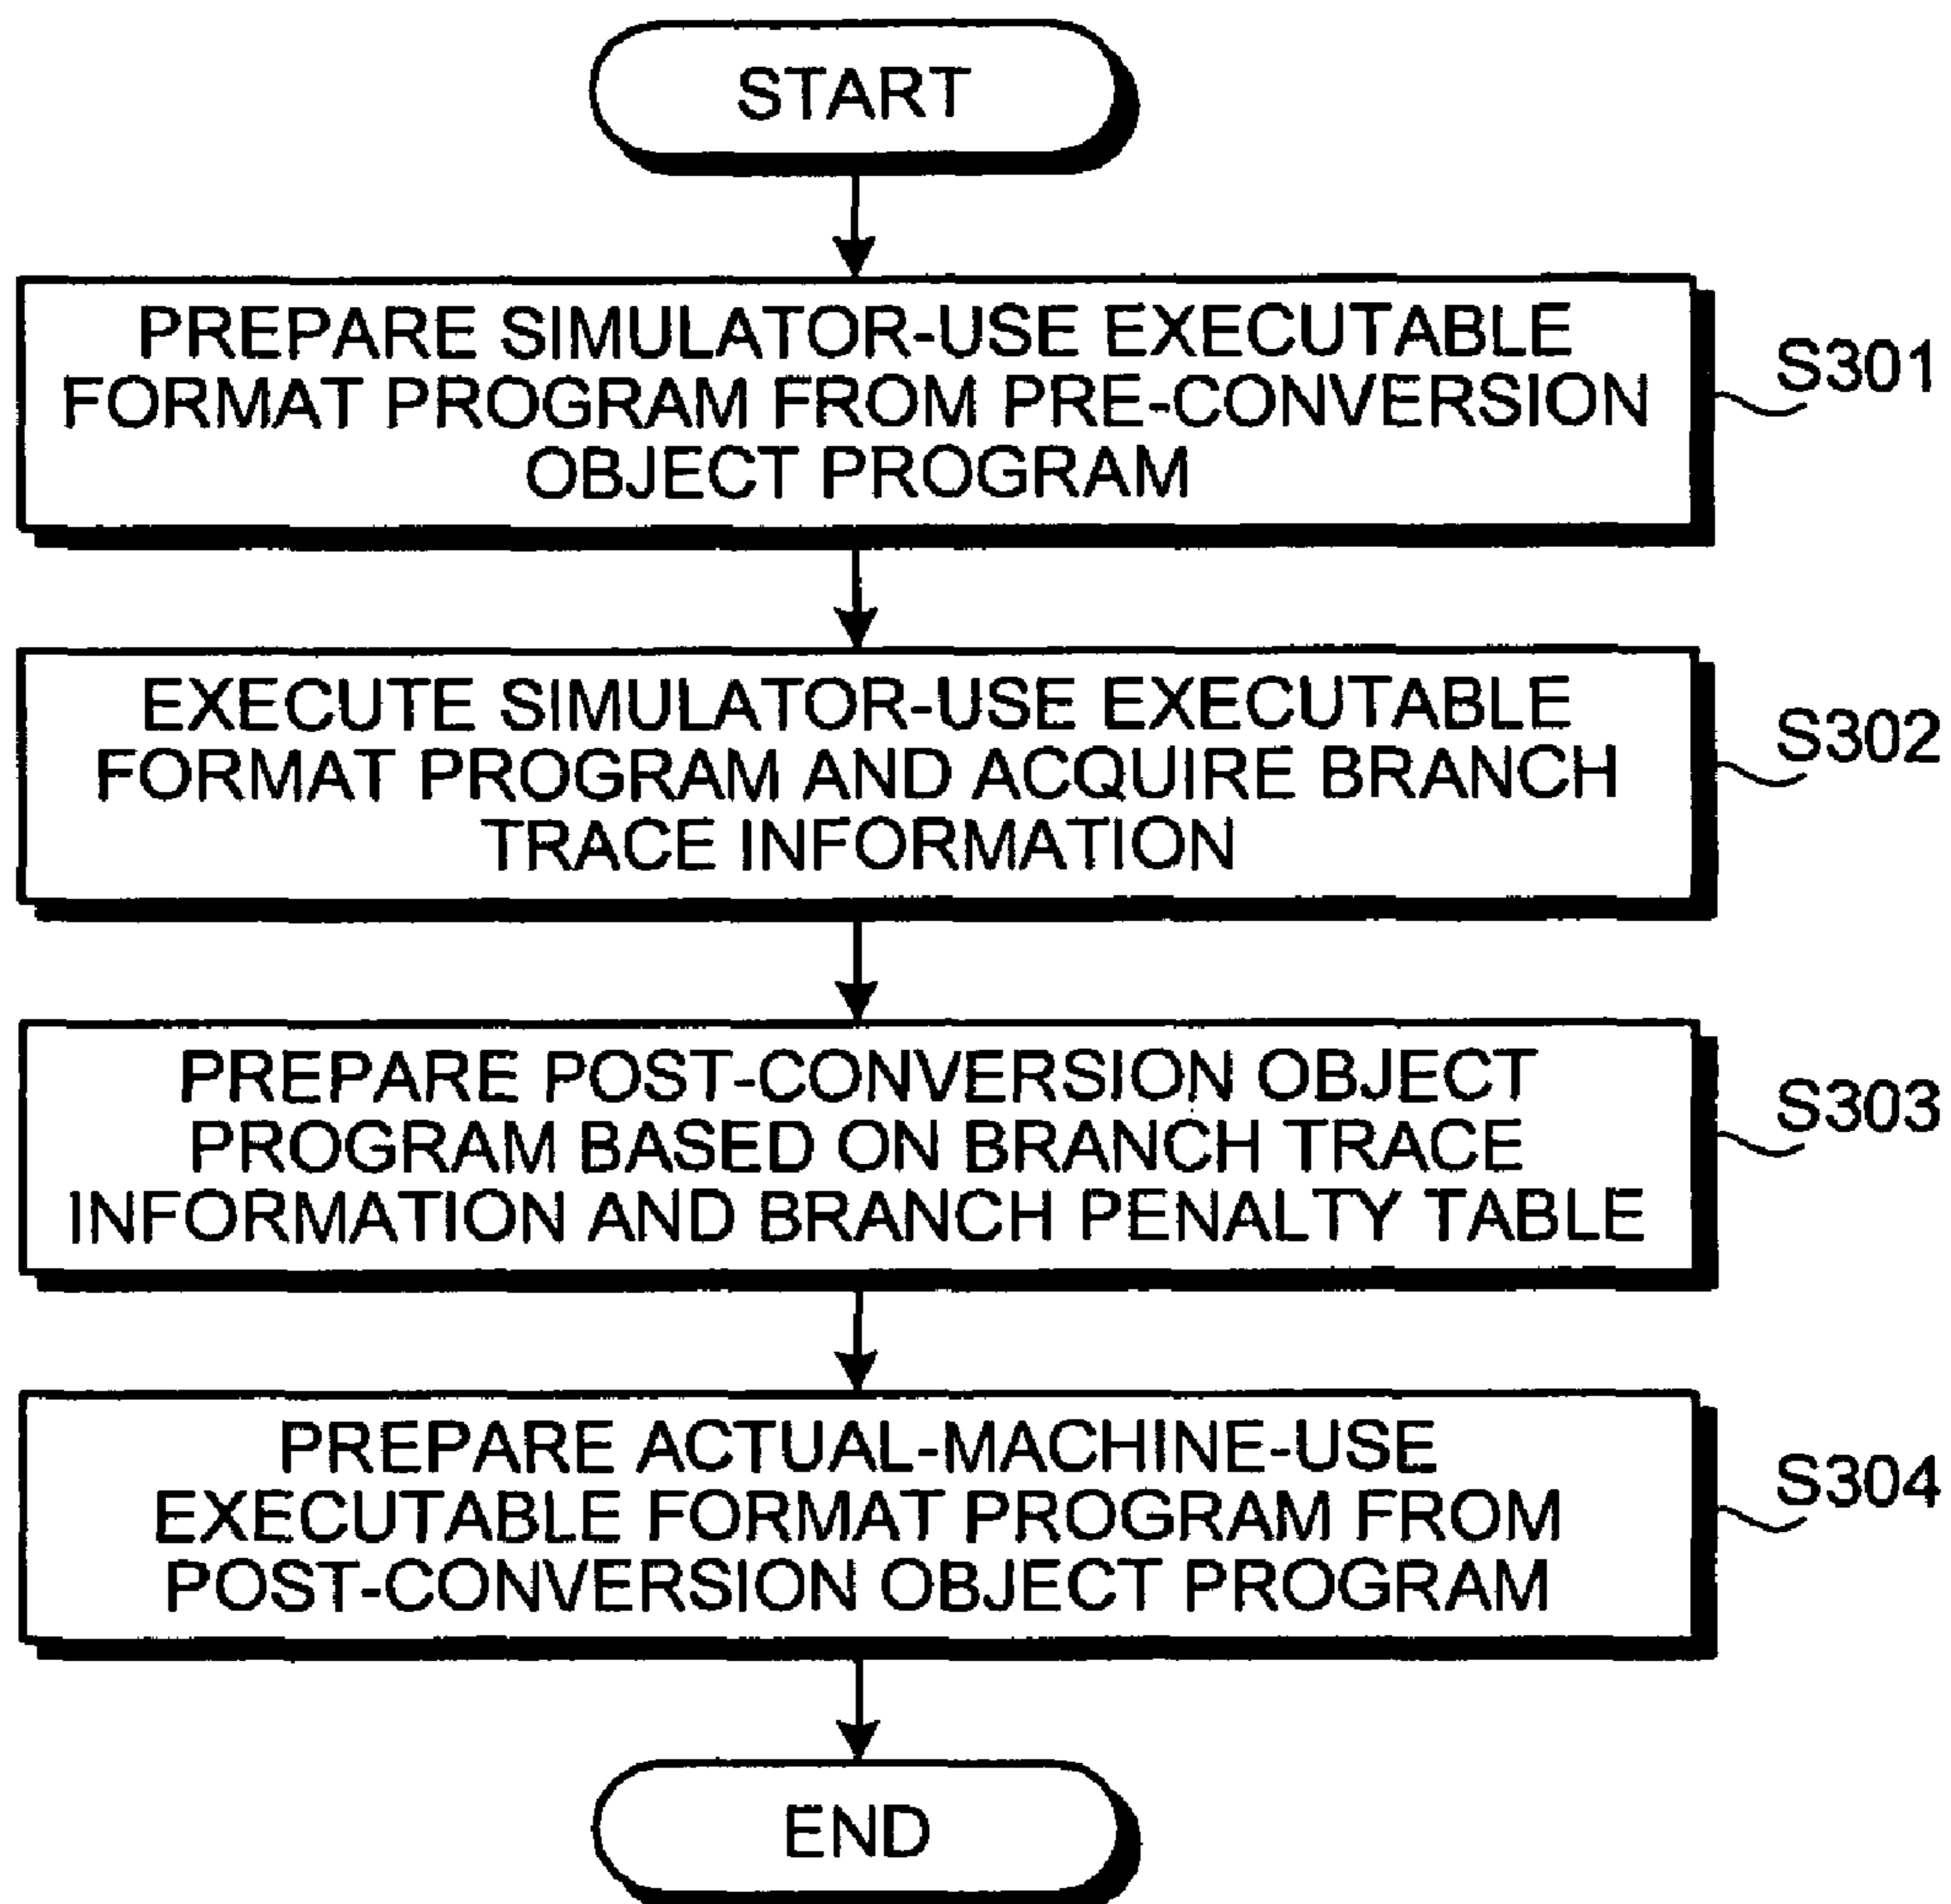 START
PREPARE SIMULATOR-USE EXECUTABLE
FORMAT PROGRAM FROM PRE-CONVERSION
OBJECT PROGRAM
S301
EXECUTE SIMULATOR-USE EXECUTABLE
FORMAT PROGRAM AND ACQUIRE BRANCH
TRACE INFORMATION
S302
PREPARE POST-CONVERSION OBJECT
PROGRAM BASED ON BRANCH TRACE
INFORMATION AND BRANCH PENALTY TABLE
S303
PREPARE ACTUAL-MACHINE-USE
EXECUTABLE FORMAT PROGRAM FROM
POST-CONVERSION OBJECT PROGRAM
S304
END